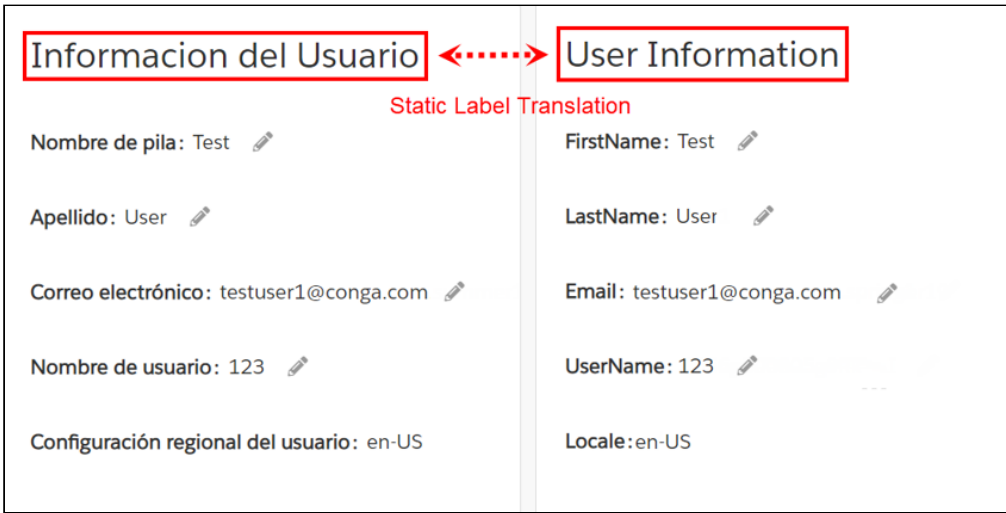 Informacion del Usuario
Nombre de pila: Test
Apellido: User
Correo electrónico: testuser1@conga.com
Nombre de usuario: 123
Configuración regional del usuario: en-US
Static Label Translation
User Information
FirstName: Test
LastName: User
Email: testuser1@conga.com
UserName: 123
Locale:en-US